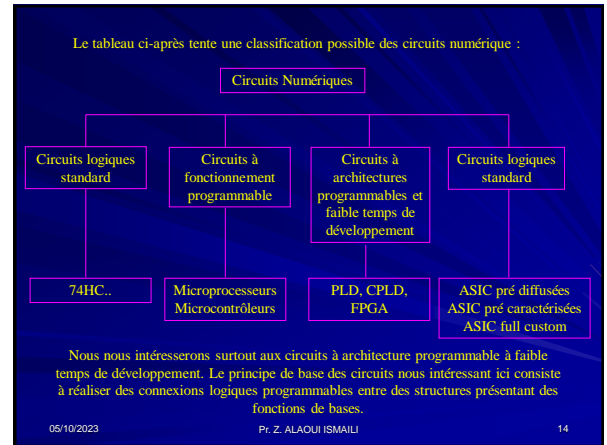 Le tableau ci-après tente une classification possible des circuits numérique :
Circuits Numériques
Circuits logiques
standard
Circuits à
fonctionnement
programmable
Circuits à
architectures
programmables et
faible temps de
développement
Circuits logiques
standard
74HC..
Microprocesseurs
Microcontrôleurs
PLD, CPLD,
FPGA
ASIC pré diffusées
ASIC pré caractérisées
ASIC full custom
Nous nous intéresserons surtout aux circuits à architecture programmable à faible
temps de développement. Le principe de base des circuits nous intéressant ici consiste
à réaliser des connexions logiques programmables entre des structures présentant des
fonctions de bases.
05/10/2023 Pr. Z. ALAOUI ISMAILI 14